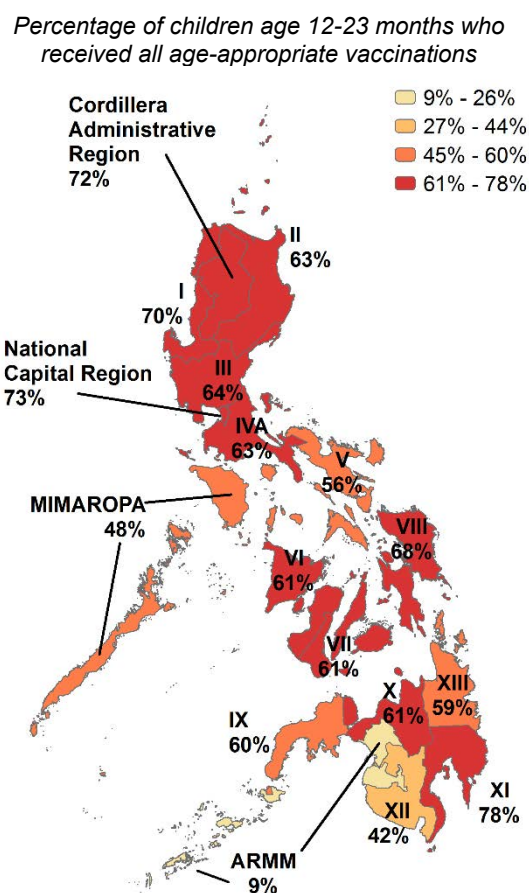 Percentage of children age 12-23 months who
received all age-appropriate vaccinations
9% - 26%
27% - 44%
45% - 60%
61% - 78%
Cordillera
Administrative
Region
72%
II
63%
I
70%
National
Capital Region
73%
III
64%
IVA
63%
V
56%
MIMAROPA
48%
VIII
68%
VI
61%
VII
61%
X
61%
XIII
59%
IX
60%
XI
78%
XII
42%
ARMM
9%